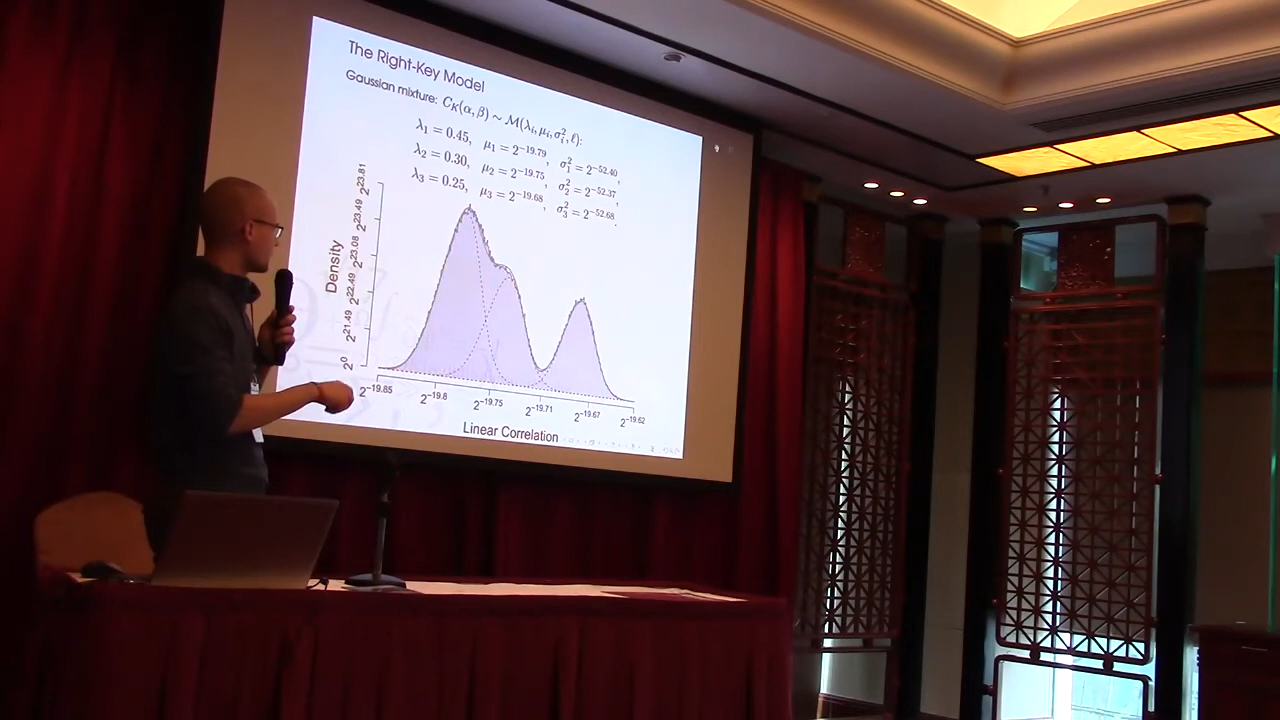 The Right-Key Model
Gaussian mixture: C_K(α, β) ~ M(λ_i, μ_i, σ_i^2, ℓ):
λ_1 = 0.45, μ_1 = 2^{-19.79}, σ_1^2 = 2^{-52.40},
λ_2 = 0.30, μ_2 = 2^{-19.75}, σ_2^2 = 2^{-52.37},
λ_3 = 0.25, μ_3 = 2^{-19.68}, σ_3^2 = 2^{-52.68}.
Density
2^{23.81}
2^{23.49}
2^{23.08}
2^{22.49}
2^{21.49}
2^0
2^{-19.85} 2^{-19.8} 2^{-19.75} 2^{-19.71} 2^{-19.67} 2^{-19.62}
Linear Correlation